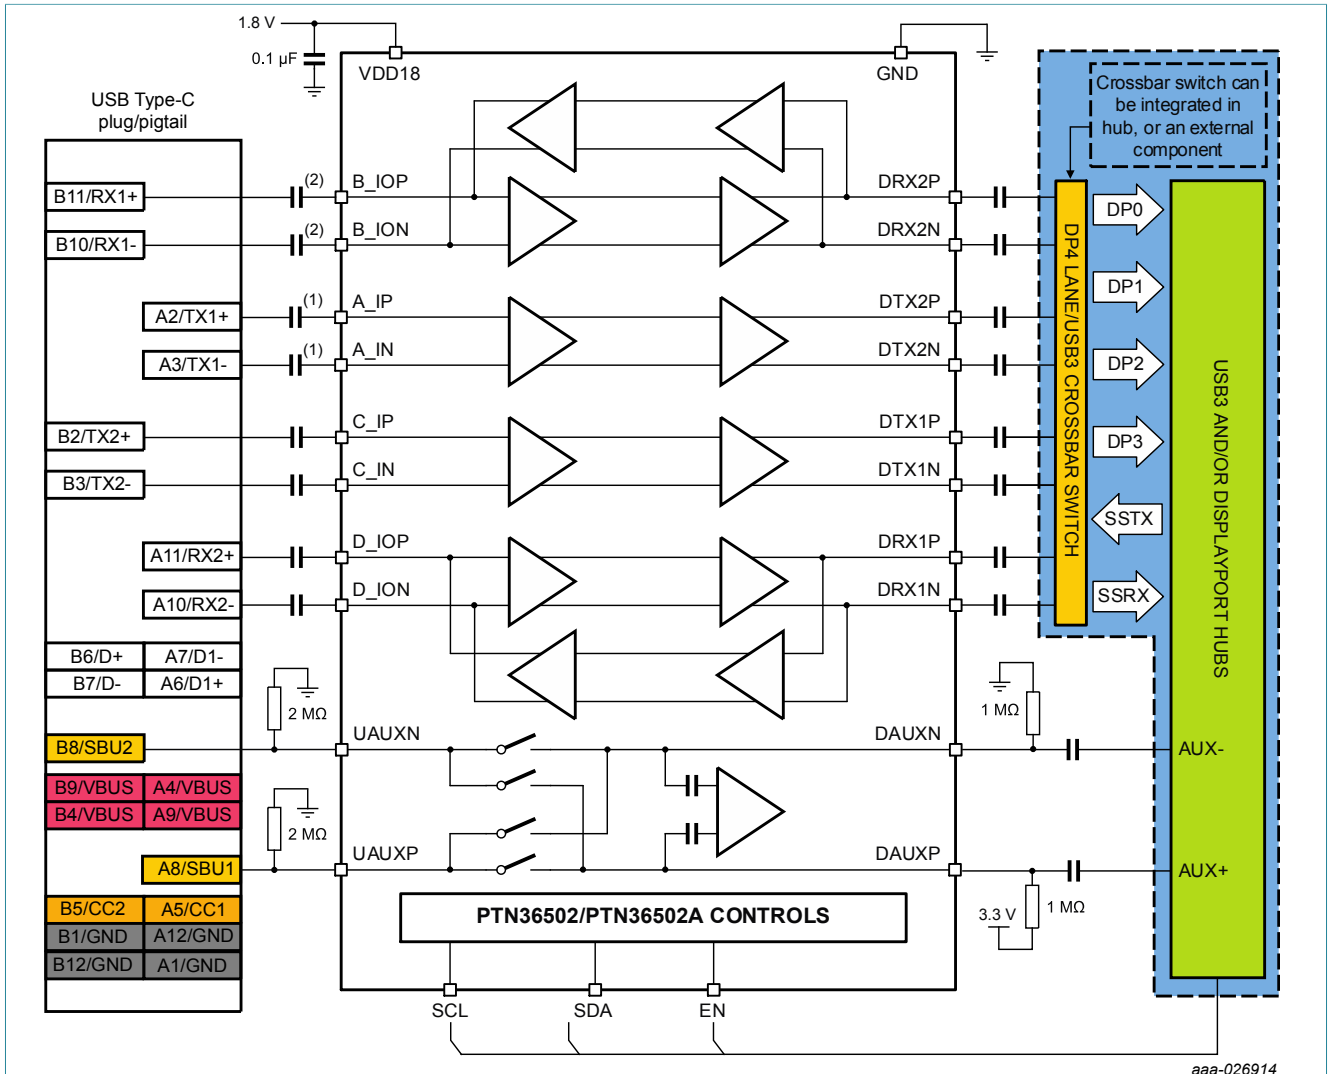 1.8 V
0.1 µF
VDD18
GND
USB Type-C
plug/pigtail
Crossbar switch can
be integrated in
hub, or an external
component
B11/RX1+
(2)
B_IOP
DRX2P
B10/RX1-
(2)
B_ION
DRX2N
A2/TX1+
(1)
A_IP
DTX2P
A3/TX1-
(1)
A_IN
DTX2N
B2/TX2+
C_IP
DTX1P
B3/TX2-
C_IN
DTX1N
A11/RX2+
D_IOP
DRX1P
A10/RX2-
D_ION
DRX1N
DP4 LANE/USB3 CROSSBAR SWITCH
DP0
DP1
DP2
DP3
SSTX
SSRX
USB3 AND/OR DISPLAYPORT HUBS
B6/D+ A7/D1-
B7/D- A6/D1+
2 MΩ
1 MΩ
B8/SBU2
UAUXN
DAUXN
AUX-
B9/VBUS A4/VBUS
B4/VBUS A9/VBUS
2 MΩ
A8/SBU1
UAUXP
DAUXP
AUX+
B5/CC2 A5/CC1
B1/GND A12/GND
B12/GND A1/GND
PTN36502/PTN36502A CONTROLS
3.3 V
1 MΩ
SCL
SDA
EN
aaa-026914